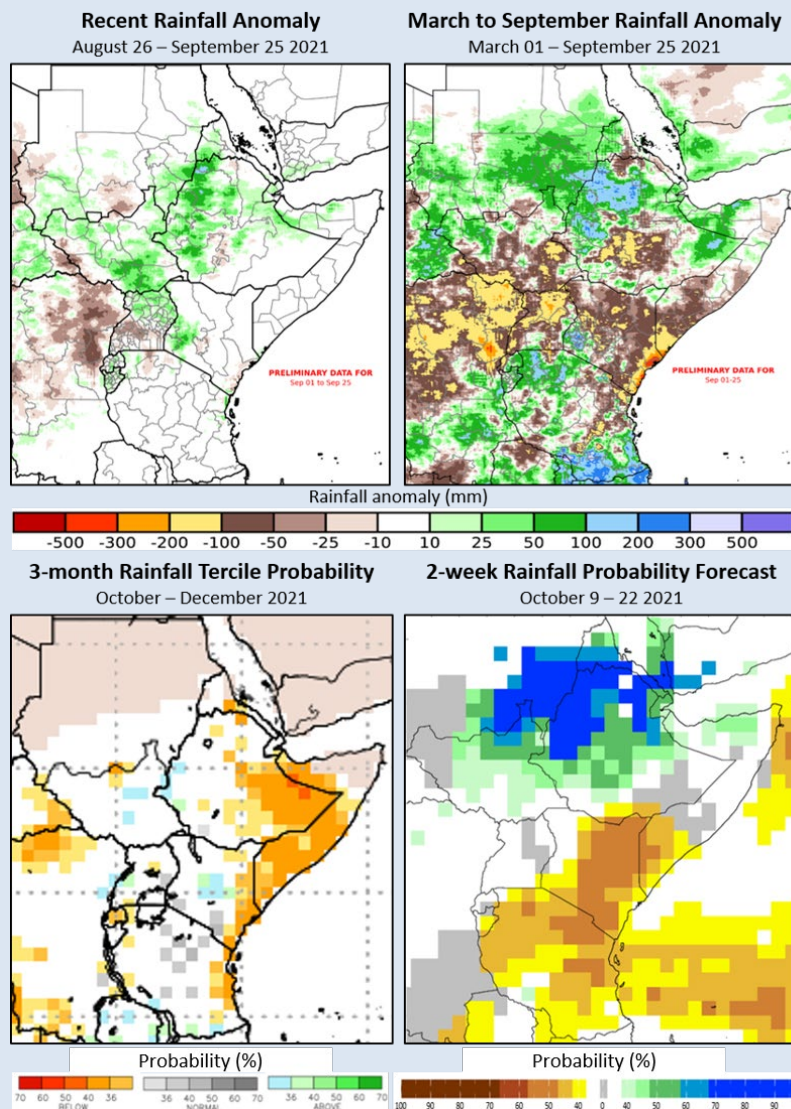 Recent Rainfall Anomaly
August 26 – September 25 2021
March to September Rainfall Anomaly
March 01 – September 25 2021
PRELIMINARY DATA FOR
Sep 01 to Sep 25
PRELIMINARY DATA FOR
Sep 01-25
Rainfall anomaly (mm)
-500 -300 -200 -100 -50 -25 -10 10 25 50 100 200 300 500
3-month Rainfall Tercile Probability
October – December 2021
2-week Rainfall Probability Forecast
October 9 – 22 2021
Probability (%)
70 60 50 40 36
BELOW
36 40 50 60 70
NORMAL
36 40 50 60 70
ABOVE
Probability (%)
100 90 80 70 60 50 40 0 40 50 60 70 80 90